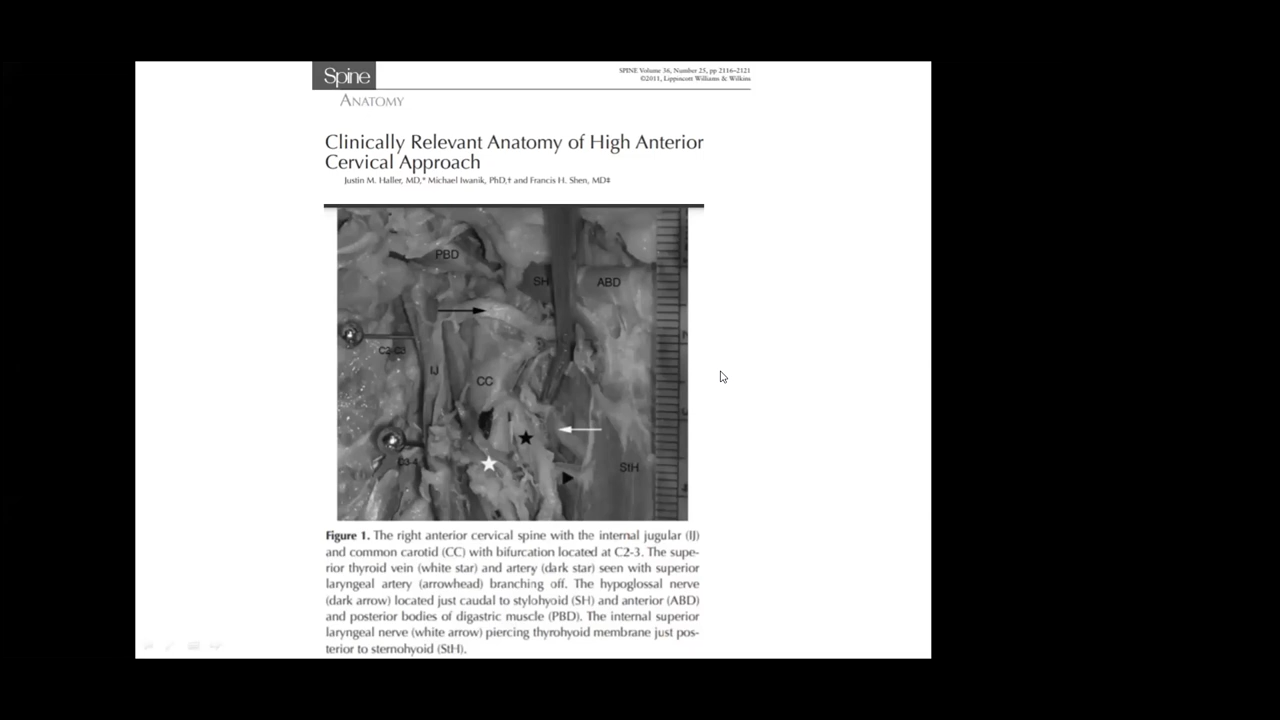 Spine
SPINE Volume 36, Number 25, pp 2116–2121
©2011, Lippincott Williams & Wilkins
ANATOMY
Clinically Relevant Anatomy of High Anterior
Cervical Approach
Justin M. Haller, MD,* Michael Iwanik, PhD,† and Francis H. Shen, MD‡
PBD
SH
ABD
C2-C3
IJ
CC
C3-4
StH
Figure 1. The right anterior cervical spine with the internal jugular (IJ)
and common carotid (CC) with bifurcation located at C2-3. The supe-
rior thyroid vein (white star) and artery (dark star) seen with superior
laryngeal artery (arrowhead) branching off. The hypoglossal nerve
(dark arrow) located just caudal to stylohyoid (SH) and anterior (ABD)
and posterior bodies of digastric muscle (PBD). The internal superior
laryngeal nerve (white arrow) piercing thyrohyoid membrane just pos-
terior to sternohyoid (StH).